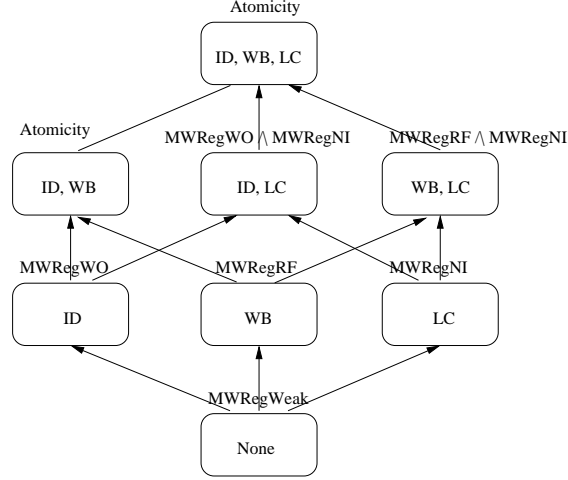 Atomicity
ID, WB, LC
Atomicity
MWRegWO ∧ MWRegNI
MWRegRF ∧ MWRegNI
ID, WB
ID, LC
WB, LC
MWRegWO
MWRegRF
MWRegNI
ID
WB
LC
MWRegWeak
None